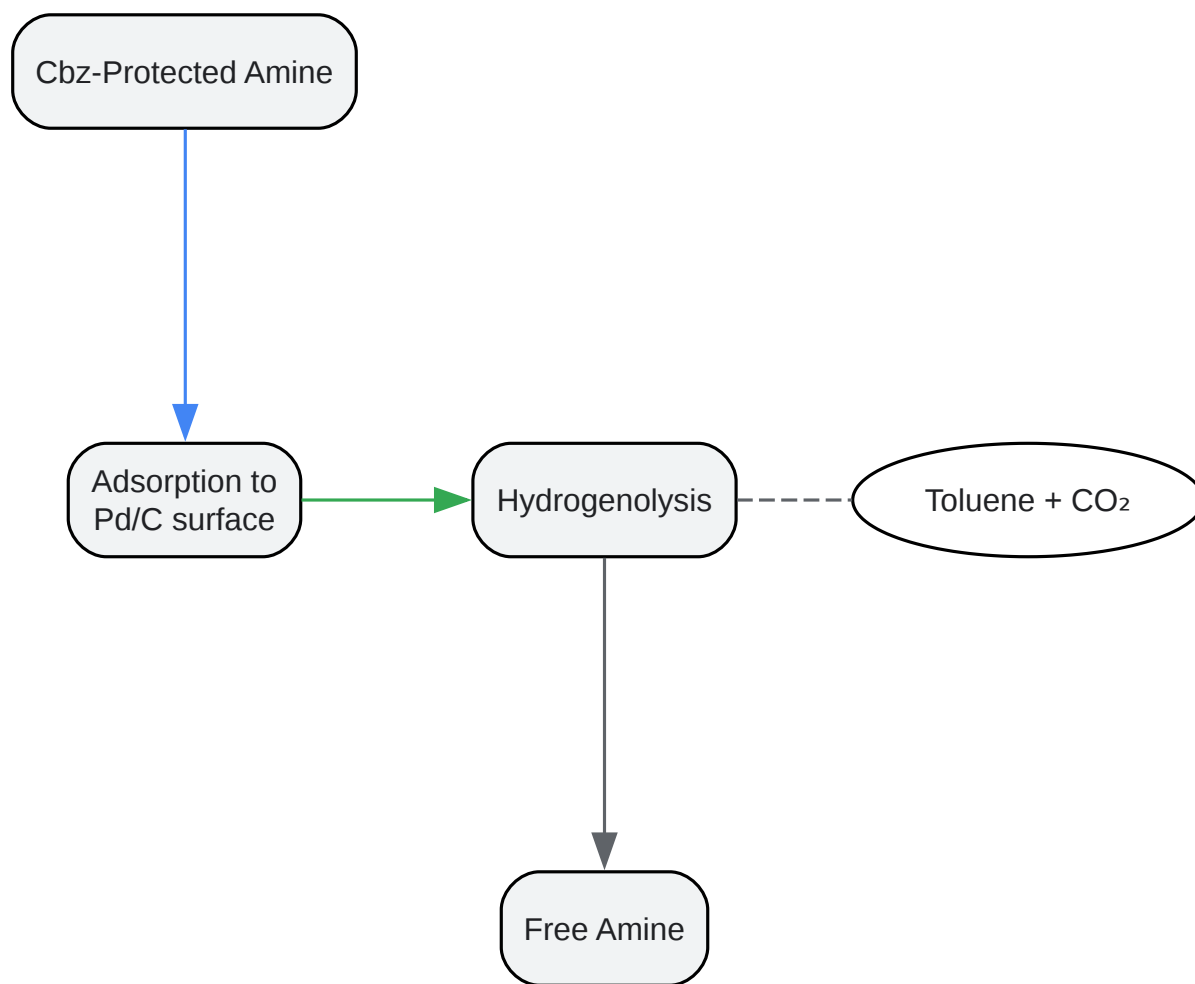 Cbz-Protected Amine
Adsorption to
Pd/C surface
Hydrogenolysis
Toluene + CO₂
Free Amine